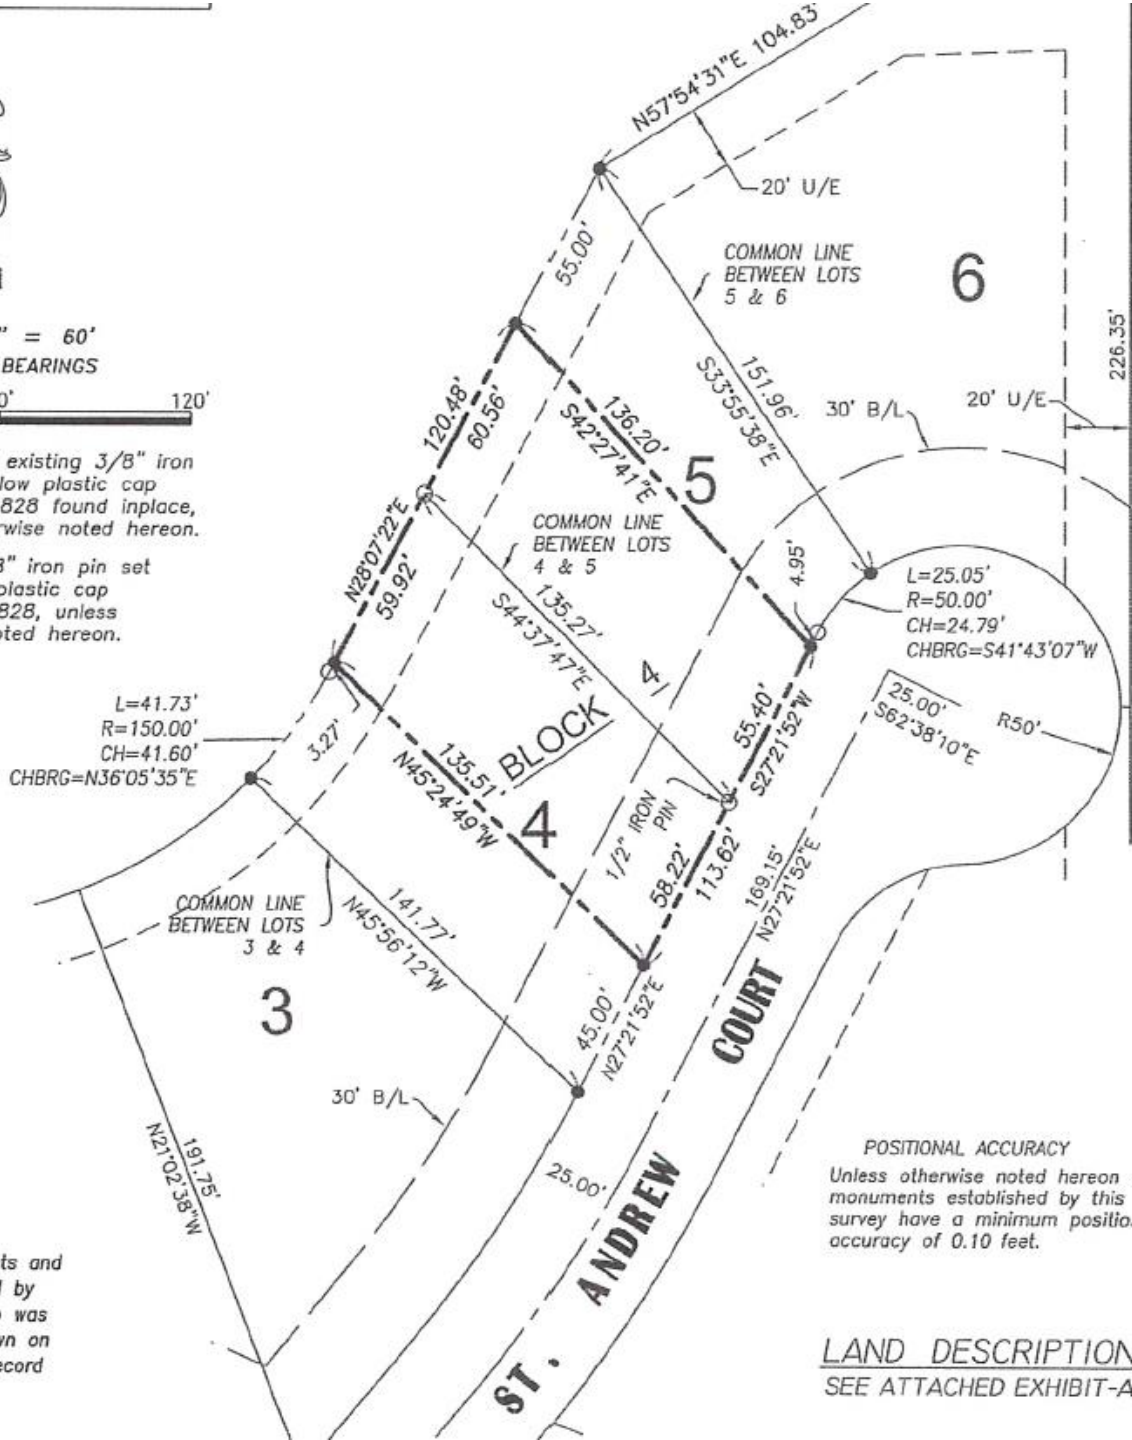 N57°54'31"E 104.83'
20' U/E
55.00'
COMMON LINE
BETWEEN LOTS
5 & 6
6
" = 60'
BEARINGS
0'
120'
226.35'
151.96'
S33°55'38"E
30' B/L
20' U/E
120.48'
60.56'
136.20'
S42°27'41"E
5
existing 3/8" iron
low plastic cap
828 found inplace,
rwise noted hereon.
8" iron pin set
plastic cap
828, unless
oted hereon.
N28°07'22"E
59.92'
COMMON LINE
BETWEEN LOTS
4 & 5
135.27'
S44°37'47"E
4.95'
L=25.05'
R=50.00'
CH=24.79'
CHBRG=S41°43'07"W
L=41.73'
R=150.00'
CH=41.60'
CHBRG=N36°05'35"E
3.27'
BLOCK
4
55.40'
S27°21'52"W
25.00'
S62°38'10"E
R50'
135.51'
N45°24'49"W
4
1/2" IRON
PIN
58.22'
113.62'
169.15'
N27°21'52"E
COMMON LINE
BETWEEN LOTS
3 & 4
141.77'
N45°56'12"W
3
45.00'
N27°21'52"E
30' B/L
191.75'
N21°02'38"W
25.00'
ST. ANDREW COURT
POSITIONAL ACCURACY
Unless otherwise noted hereon
monuments established by this
survey have a minimum positio
accuracy of 0.10 feet.
ts and
by
was
wn on
ecord
LAND DESCRIPTION
SEE ATTACHED EXHIBIT-A